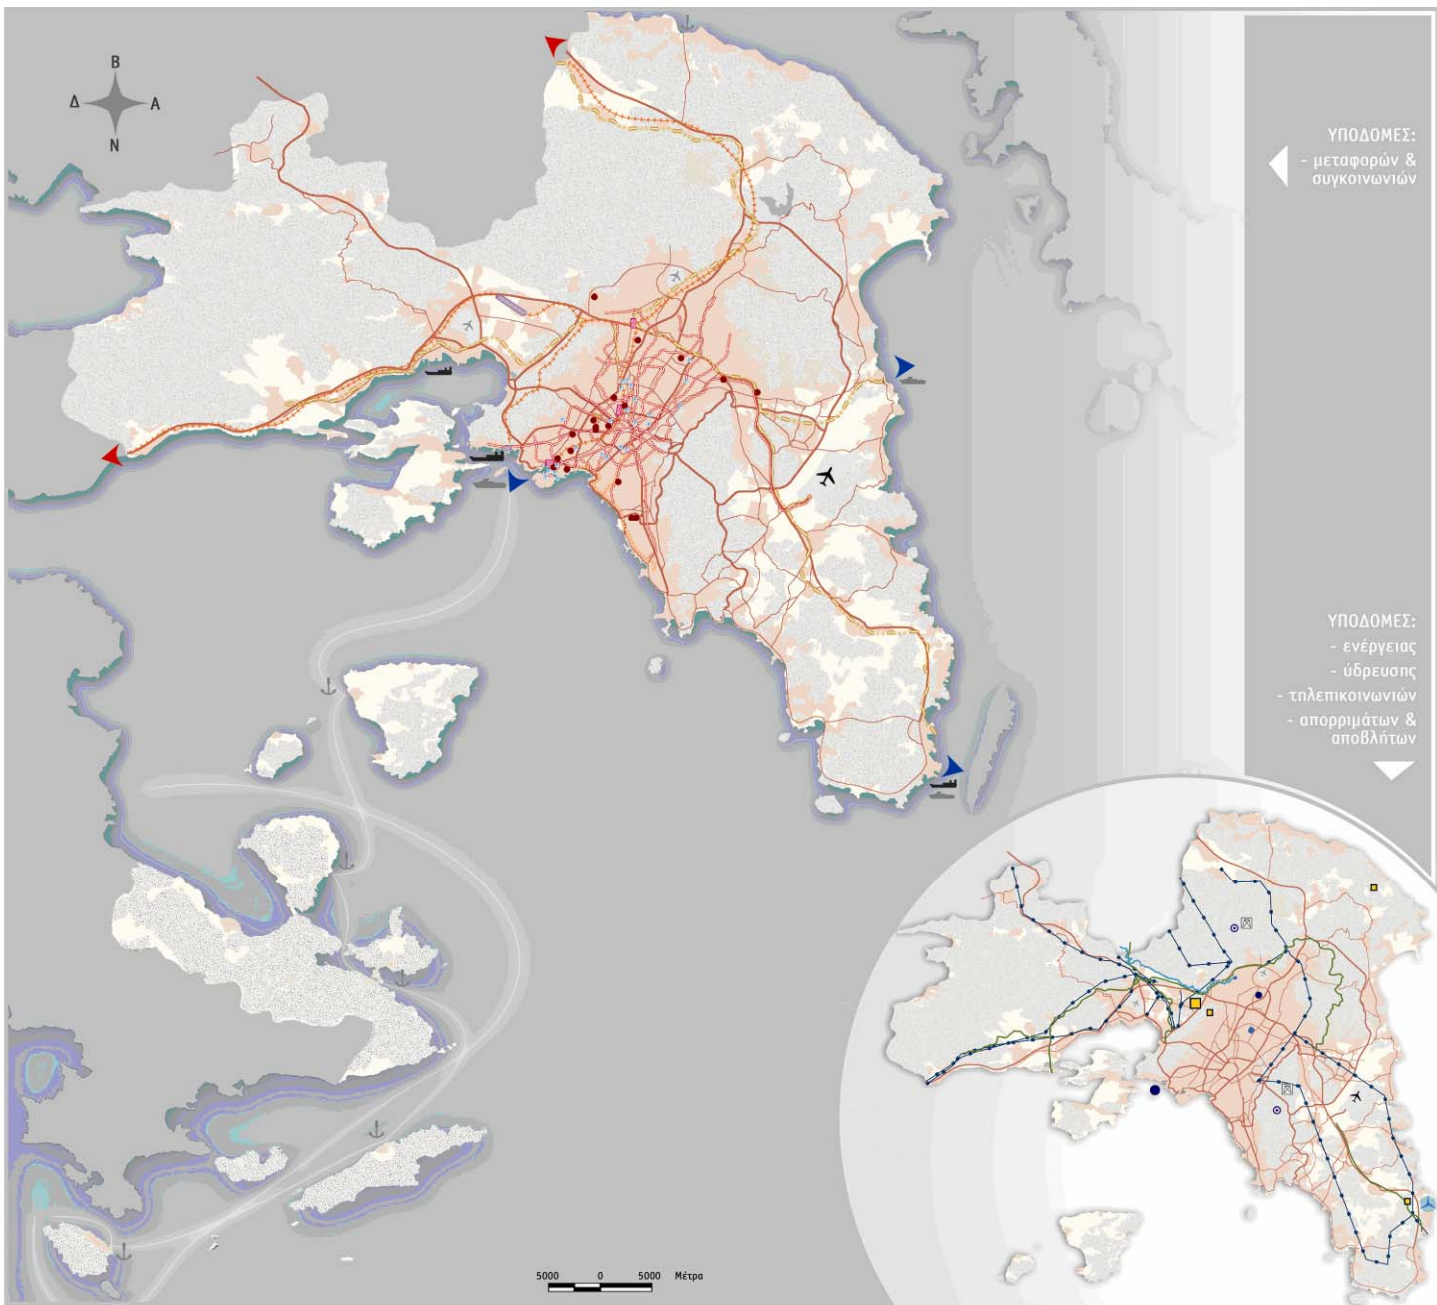 Β
Δ
Α
Ν
ΥΠΟΔΟΜΕΣ:
- μεταφορών &
συγκοινωνιών
ΥΠΟΔΟΜΕΣ:
- ενέργειας
- ύδρευσης
- τηλεπικοινωνιών
- απορριμάτων &
αποβλήτων
5000 0 5000 Μέτρα